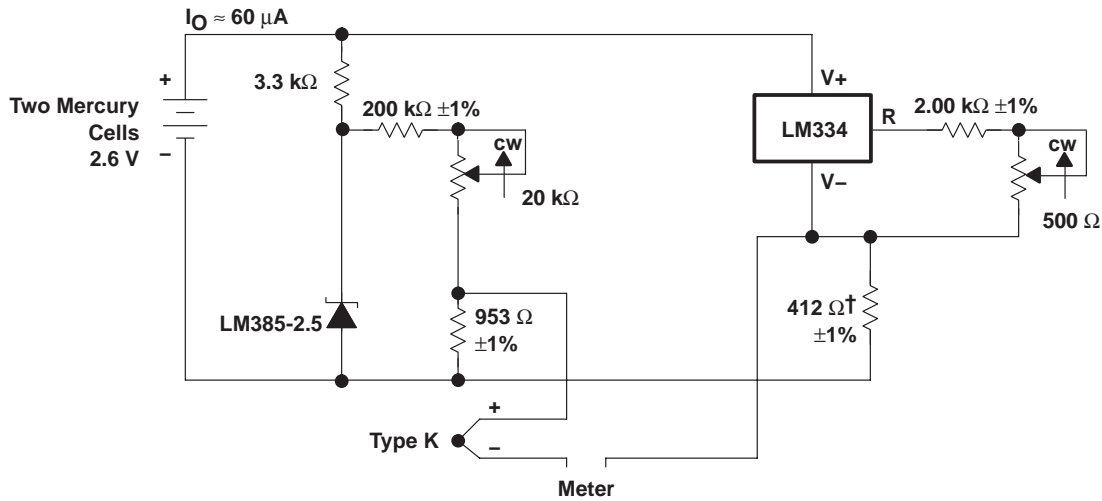 IO ≈ 60 μA
+
Two Mercury
Cells
2.6 V
−
3.3 kΩ
200 kΩ ±1%
cw
20 kΩ
LM385-2.5
953 Ω
±1%
V+
LM334
R
V−
2.00 kΩ ±1%
cw
500 Ω
412 Ω†
±1%
+
Type K
−
Meter